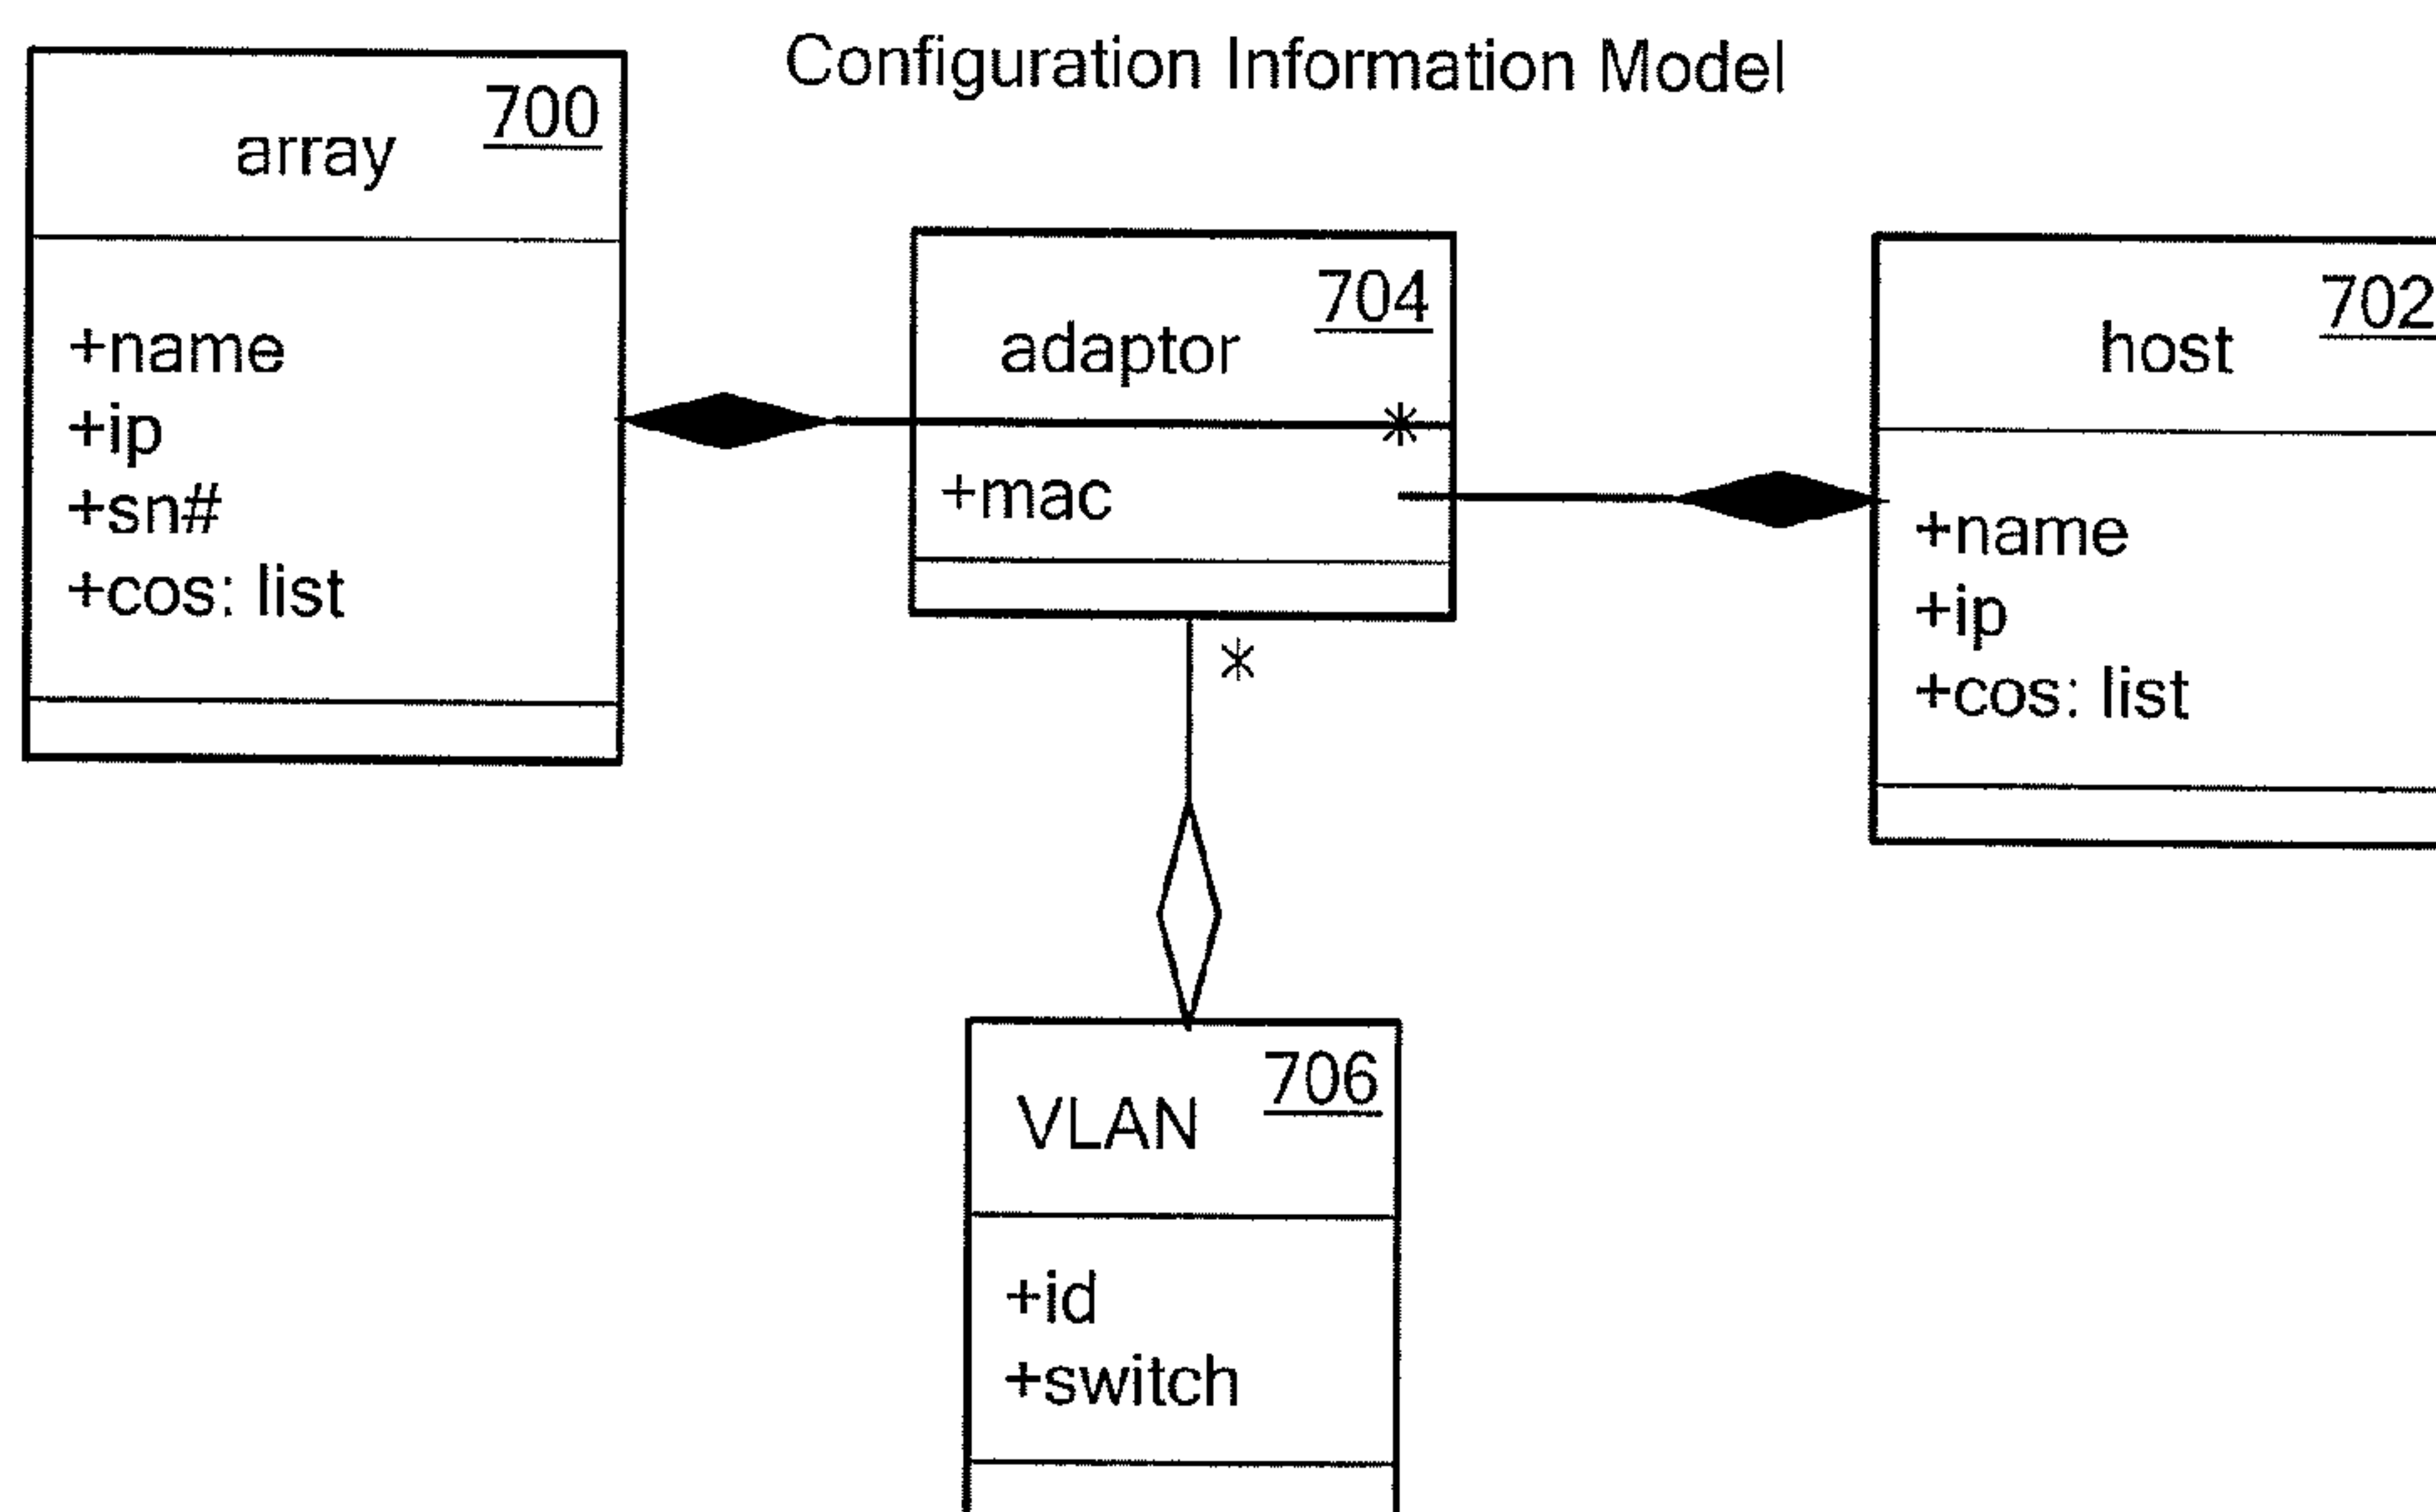 Configuration Information Model
700
array
+name
+ip
+sn#
+cos: list
704
adaptor
*
+mac
*
702
host
+name
+ip
+cos: list
706
VLAN
+id
+switch